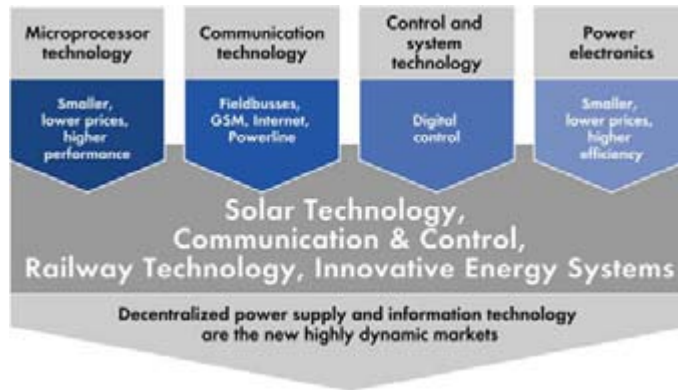 Microprocessor
technology
Communication
technology
Control and
system
technology
Power
electronics
Smaller,
lower prices,
higher
performance
Fieldbusses,
GSM, Internet,
Powerline
Digital
control
Smaller,
lower prices,
higher
efficiency
Solar Technology,
Communication & Control,
Railway Technology, Innovative Energy Systems
Decentralized power supply and information technology
are the new highly dynamic markets